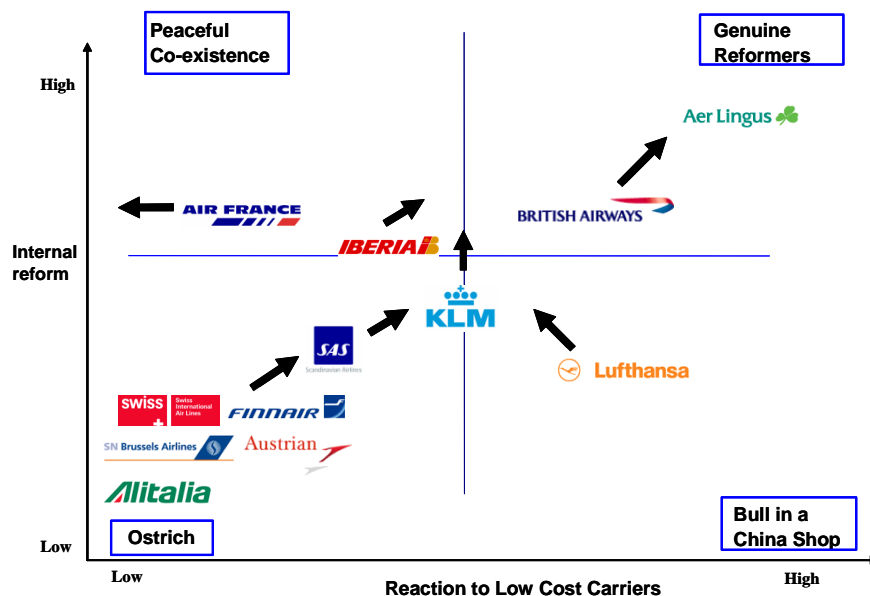 Peaceful
Co-existence
Genuine
Reformers
High
Aer Lingus
AIR FRANCE
BRITISH AIRWAYS
IBERIA
Internal
reform
KLM
SAS
Scandinavian Airlines
Lufthansa
swiss
Swiss
International
Air Lines
FINNAIR
SN Brussels Airlines
Austrian
Alitalia
Ostrich
Bull in a
China Shop
Low
Low
Reaction to Low Cost Carriers
High